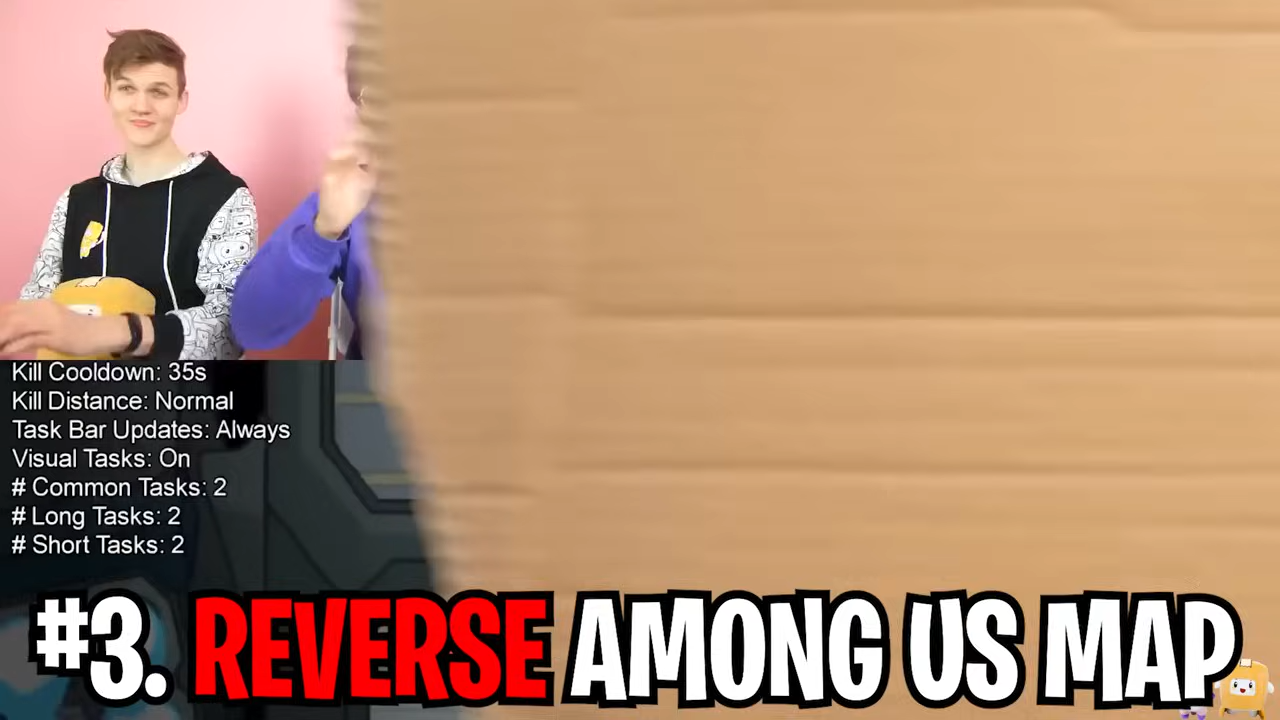 Kill Cooldown: 35s
Kill Distance: Normal
Task Bar Updates: Always
Visual Tasks: On
# Common Tasks: 2
# Long Tasks: 2
# Short Tasks: 2
#3. REVERSE AMONG US MAP